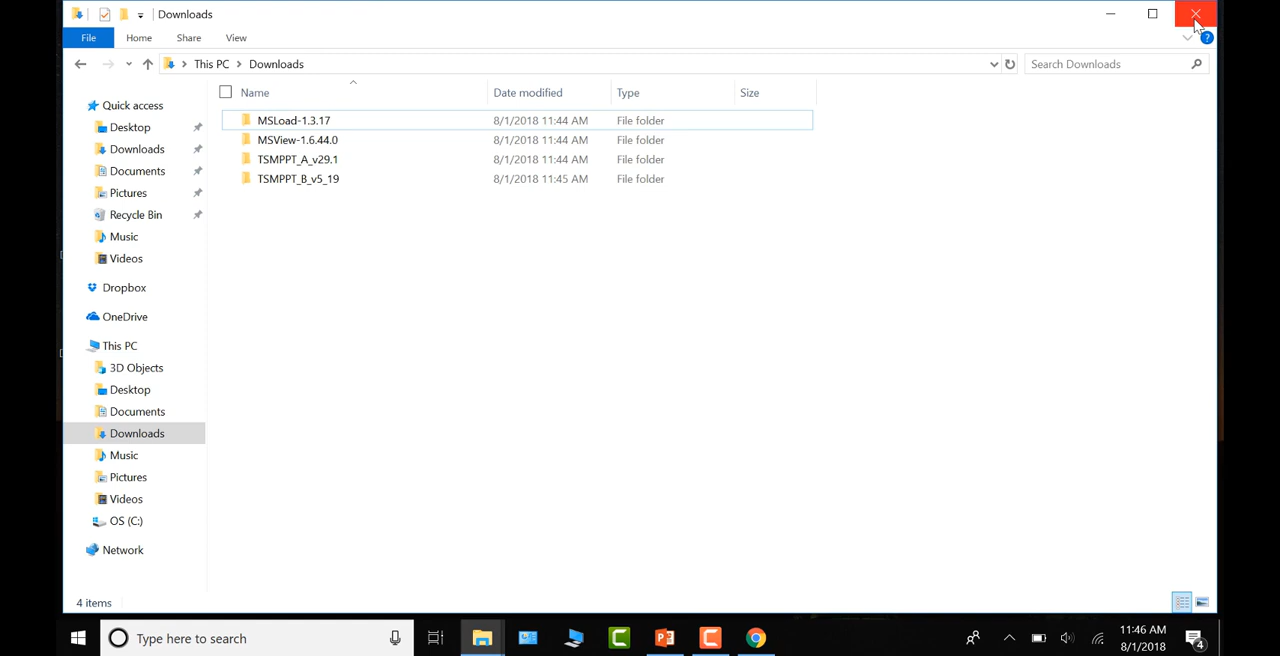 Downloads
File Home Share View
This PC > Downloads
Search Downloads
Name Date modified Type Size
MSLoad-1.3.17 8/1/2018 11:44 AM File folder
MSView-1.6.44.0 8/1/2018 11:44 AM File folder
TSMPPT_A_v29.1 8/1/2018 11:44 AM File folder
TSMPPT_B_v5_19 8/1/2018 11:45 AM File folder
Quick access
Desktop
Downloads
Documents
Pictures
Recycle Bin
Music
Videos
Dropbox
OneDrive
This PC
3D Objects
Desktop
Documents
Downloads
Music
Pictures
Videos
OS (C:)
Network
4 items
Type here to search
11:46 AM
8/1/2018
4